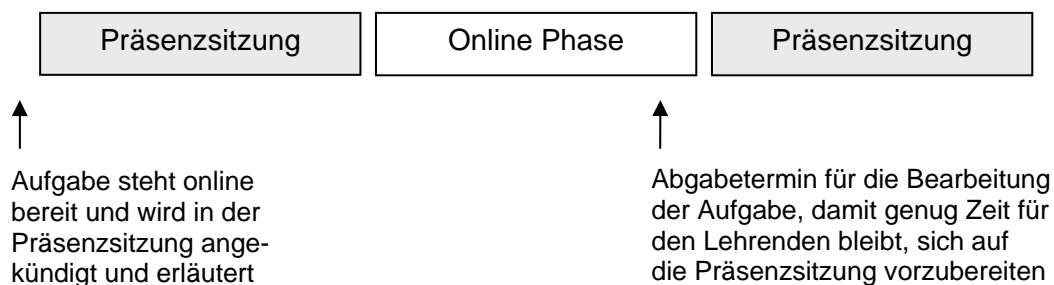 Präsenzsitzung
Online Phase
Präsenzsitzung
Aufgabe steht online
bereit und wird in der
Präsenzsitzung ange-
kündigt und erläutert
Abgabetermin für die Bearbeitung
der Aufgabe, damit genug Zeit für
den Lehrenden bleibt, sich auf
die Präsenzsitzung vorzubereiten